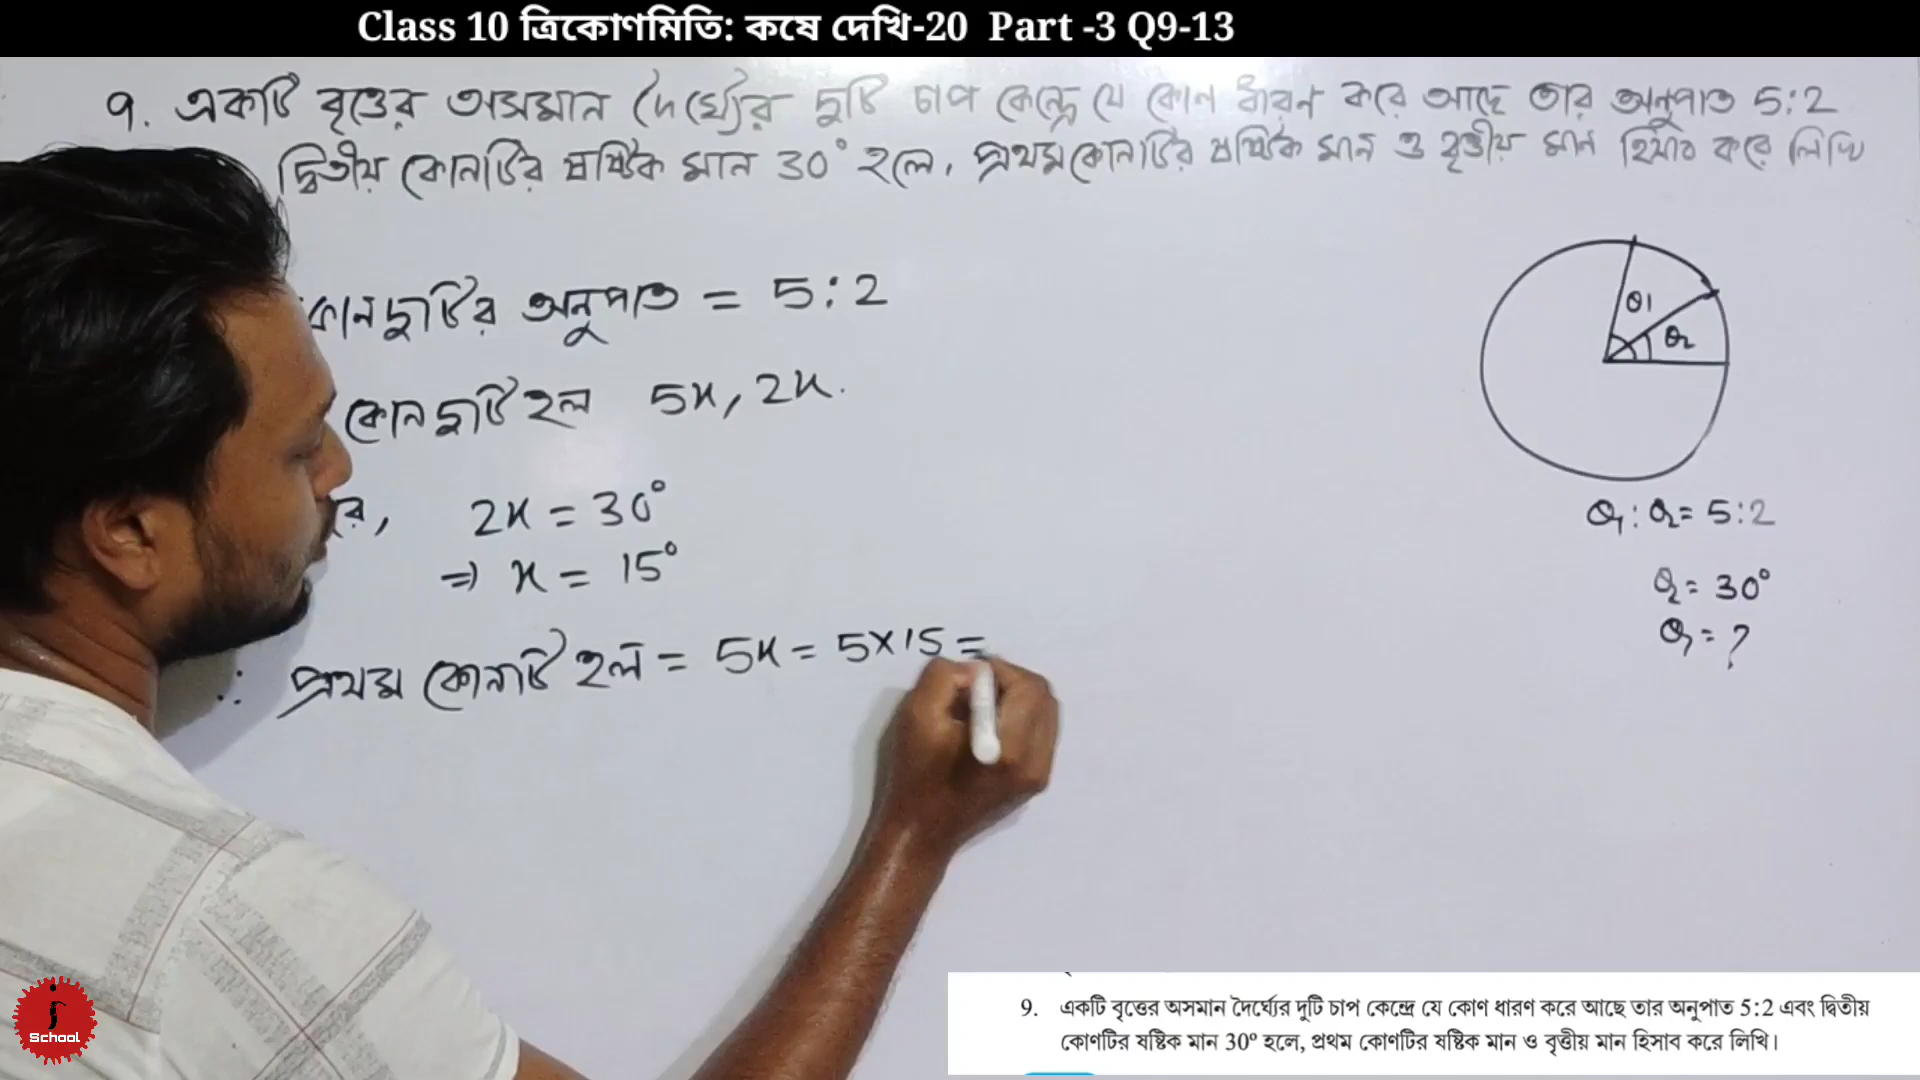 Class 10 ত্রিকোণমিতি: কষে দেখি-20 Part -3 Q9-13
9. একটি বৃত্তের অসমান দৈর্ঘ্যের দুটি চাপ কেন্দ্রে যে কোন ধারন করে আছে তার অনুপাত 5:2
দ্বিতীয় কোনটির ষষ্টিক মান 30° হলে, প্রথম কোনটির ষষ্টিক মান ও বৃত্তীয় মান হিসাব করে লিখি
কোন দুটির অনুপাত = 5:2
কোন দুটি হল 5x, 2x.
রে, 2x = 30°
⇒ x = 15°
∴ প্রথম কোনটি হল = 5x = 5×15 =
θ1
θ2
θ1 : θ2 = 5:2
θ2 = 30°
θ1 = ?
9. একটি বৃত্তের অসমান দৈর্ঘ্যের দুটি চাপ কেন্দ্রে যে কোণ ধারণ করে আছে তার অনুপাত 5:2 এবং দ্বিতীয়
কোণটির ষষ্টিক মান 30° হলে, প্রথম কোণটির ষষ্টিক মান ও বৃত্তীয় মান হিসাব করে লিখি।
School